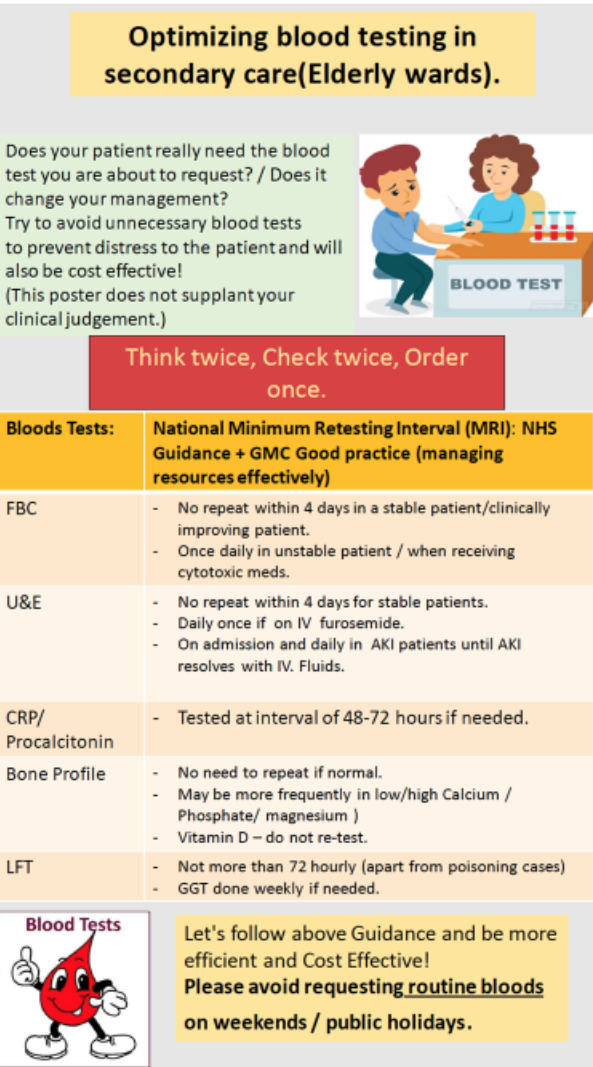 Optimizing blood testing in
secondary care(Elderly wards).
Does your patient really need the blood
test you are about to request? / Does it
change your management?
Try to avoid unnecessary blood tests
to prevent distress to the patient and will
also be cost effective!
(This poster does not supplant your
clinical judgement.)
BLOOD TEST
Think twice, Check twice, Order
once.
Bloods Tests:
National Minimum Retesting Interval (MRI): NHS
Guidance + GMC Good practice (managing
resources effectively)
FBC
- No repeat within 4 days in a stable patient/clinically
improving patient.
- Once daily in unstable patient / when receiving
cytotoxic meds.
U&E
- No repeat within 4 days for stable patients.
- Daily once if on IV furosemide.
- On admission and daily in AKI patients until AKI
resolves with IV. Fluids.
CRP/
Procalcitonin
- Tested at interval of 48-72 hours if needed.
Bone Profile
- No need to repeat if normal.
- May be more frequently in low/high Calcium /
Phosphate/ magnesium )
- Vitamin D – do not re-test.
LFT
- Not more than 72 hourly (apart from poisoning cases)
- GGT done weekly if needed.
Blood Tests
Let's follow above Guidance and be more
efficient and Cost Effective!
Please avoid requesting routine bloods
on weekends / public holidays.